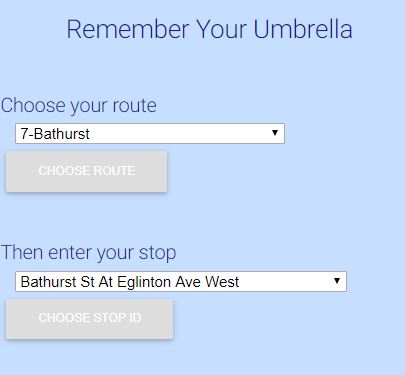 Remember Your Umbrella
Choose your route
7-Bathurst
CHOOSE ROUTE
Then enter your stop
Bathurst St At Eglinton Ave West
CHOOSE STOP ID